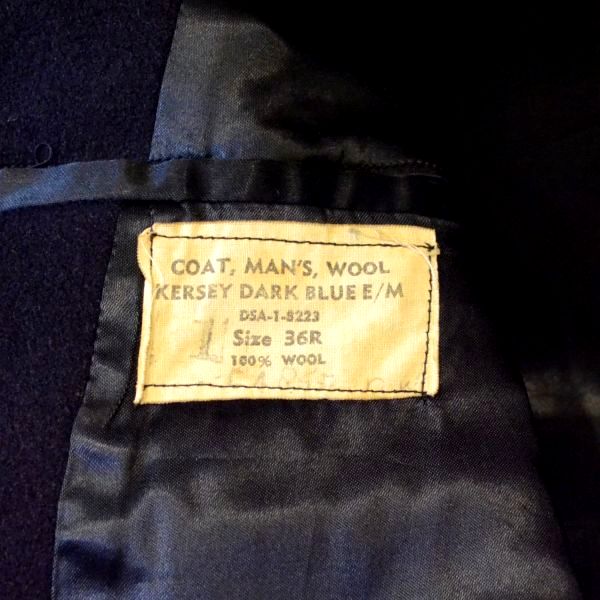 COAT, MAN'S, WOOL
KERSEY DARK BLUE E/M
DSA-1-8223
Size 36R
100% WOOL